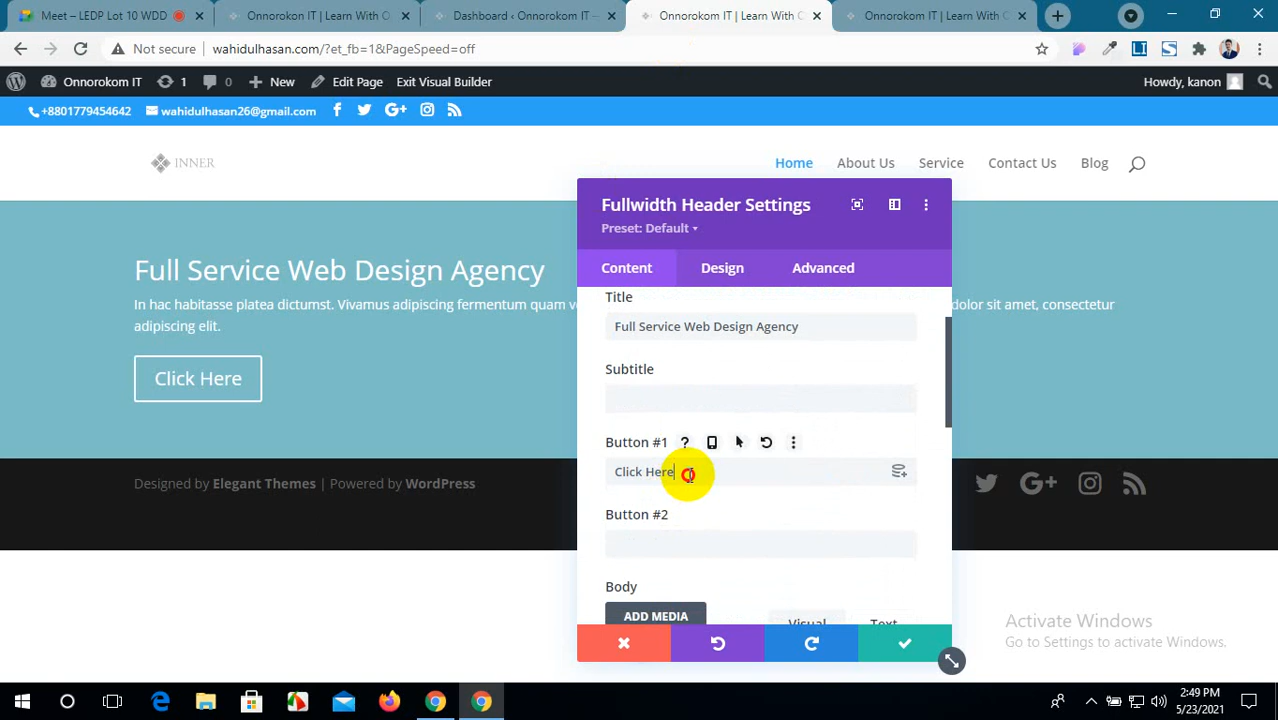 Meet – LEDP Lot 10 WDD
Onnorokom IT | Learn With O
Dashboard ‹ Onnorokom IT —
Onnorokom IT | Learn With O
Onnorokom IT | Learn With O
Not secure
wahidulhasan.com/?et_fb=1&PageSpeed=off
Onnorokom IT
1
0
New
Edit Page
Exit Visual Builder
Howdy, kanon
+8801779454642
wahidulhasan26@gmail.com
INNER
Home
About Us
Service
Contact Us
Blog
Fullwidth Header Settings
Preset: Default
Content
Design
Advanced
Full Service Web Design Agency
In hac habitasse platea dictumst. Vivamus adipiscing fermentum quam v
olor sit amet, consectetur
adipiscing elit.
Click Here
Title
Full Service Web Design Agency
Subtitle
Button #1
Click Here
Button #2
Body
ADD MEDIA
Visual
Text
Designed by Elegant Themes | Powered by WordPress
Activate Windows
Go to Settings to activate Windows.
2:49 PM
5/23/2021